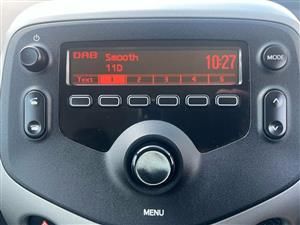 DAB Smooth 10:27
11D
Text 1 2 3 4 5
MODE
MENU